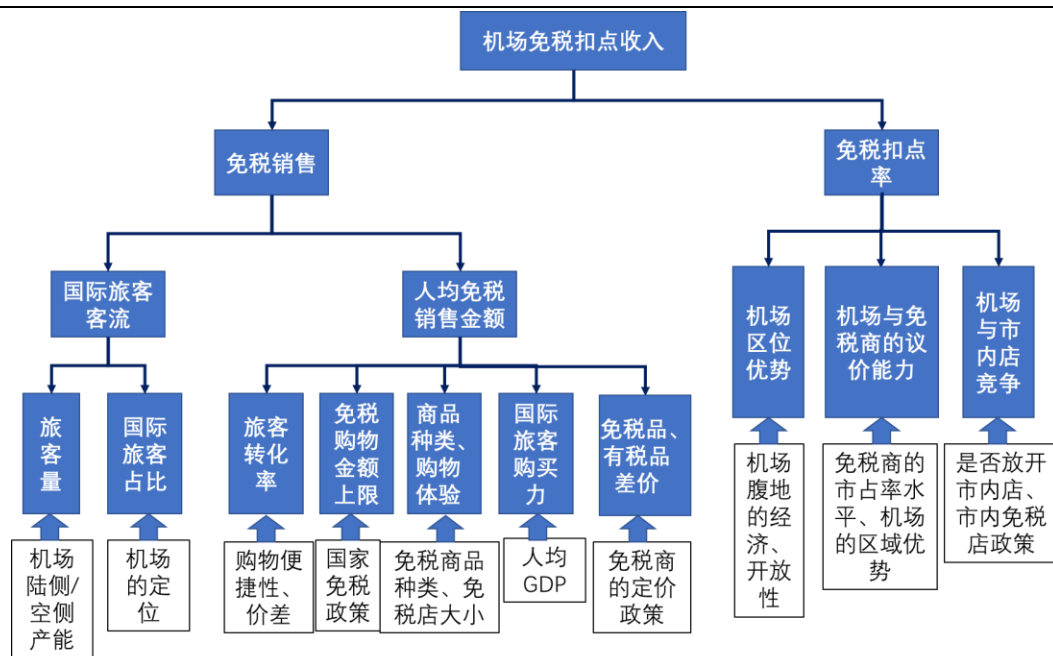 机场免税扣点收入
免税销售
免税扣点
率
国际旅客
客流
人均免税
销售金额
机场
区位
优势
机场与免
税商的议
价能力
机场
与市
内店
竞争
旅
客
量
国际
旅客
占比
旅客
转化
率
免税
购物
金额
上限
商品
种类、
购物
体验
国际
旅客
购买
力
免税品、
有税品
差价
机场
陆侧/
空侧
产能
机场
的定
位
购物便
捷性、
价差
国家
免税
政策
免税商品
种类、免
税店大小
人均
GDP
免税商
的定价
政策
机场
腹地
的经
济、
开放
性
免税商的
市占率水
平、机场
的区域优
势
是否放开
市内店、
市内免税
店政策